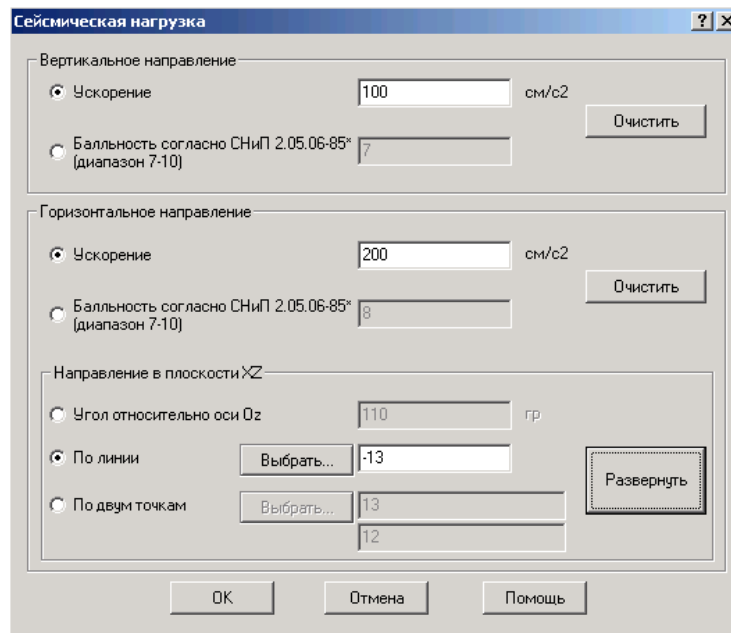 Сейсмическая нагрузка
Вертикальное направление
Ускорение 100 см/с2
Очистить
Балльность согласно СНиП 2.05.06-85* 7
(диапазон 7-10)
Горизонтальное направление
Ускорение 200 см/с2
Очистить
Балльность согласно СНиП 2.05.06-85* 8
(диапазон 7-10)
Направление в плоскости XZ
Угол относительно оси Oz 110 гр
По линии Выбрать... -13
Развернуть
По двум точкам Выбрать... 13
12
OK Отмена Помощь